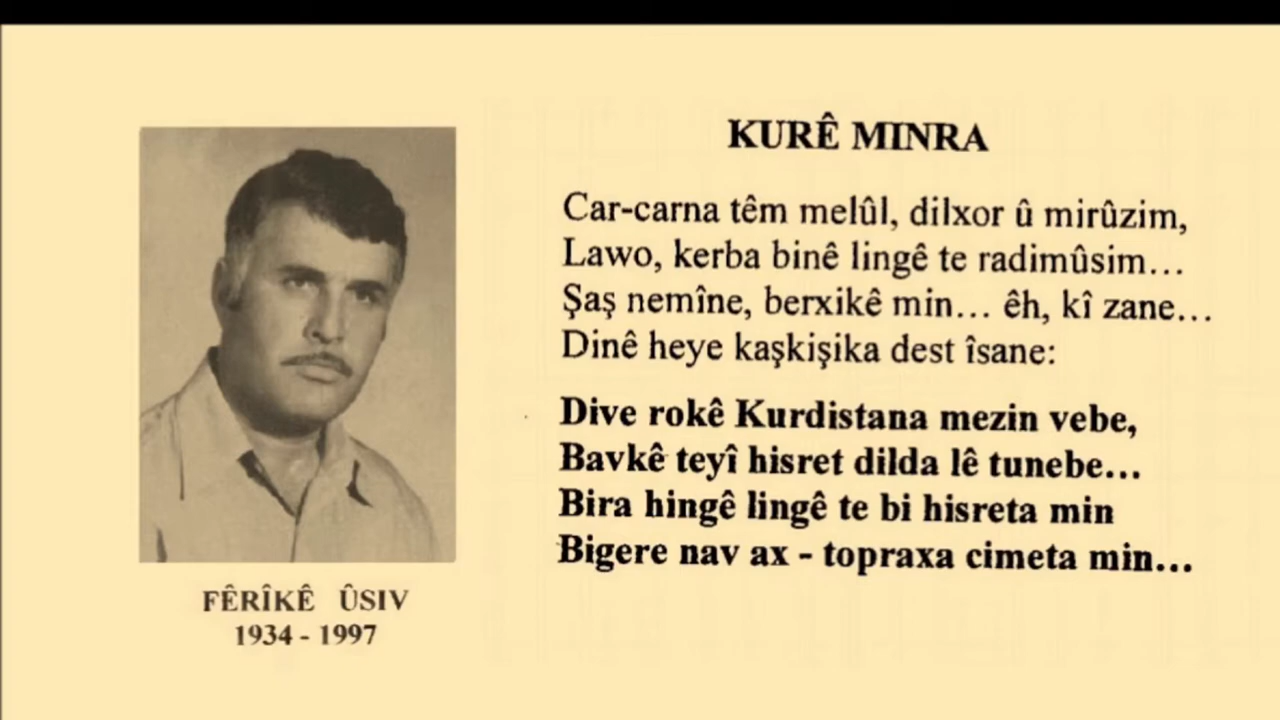 KURÊ MINRA
Car-carna têm melûl, dilxor û mirûzim,
Lawo, kerba binê lingê te radimûsim...
Şaş nemîne, berxikê min... êh, kî zane...
Dinê heye kaşkişika dest îsane:
Dive rokê Kurdistana mezin vebe,
Bavkê teyî hisret dilda lê tunebe...
Bira hingê lingê te bi hisreta min
Bigere nav ax - topraxa cimeta min...
FÊRÎKÊ ÛSIV
1934 - 1997